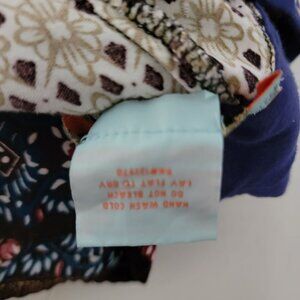 HAND WASH COLD
DO NOT BLEACH
LAY FLAT TO DRY